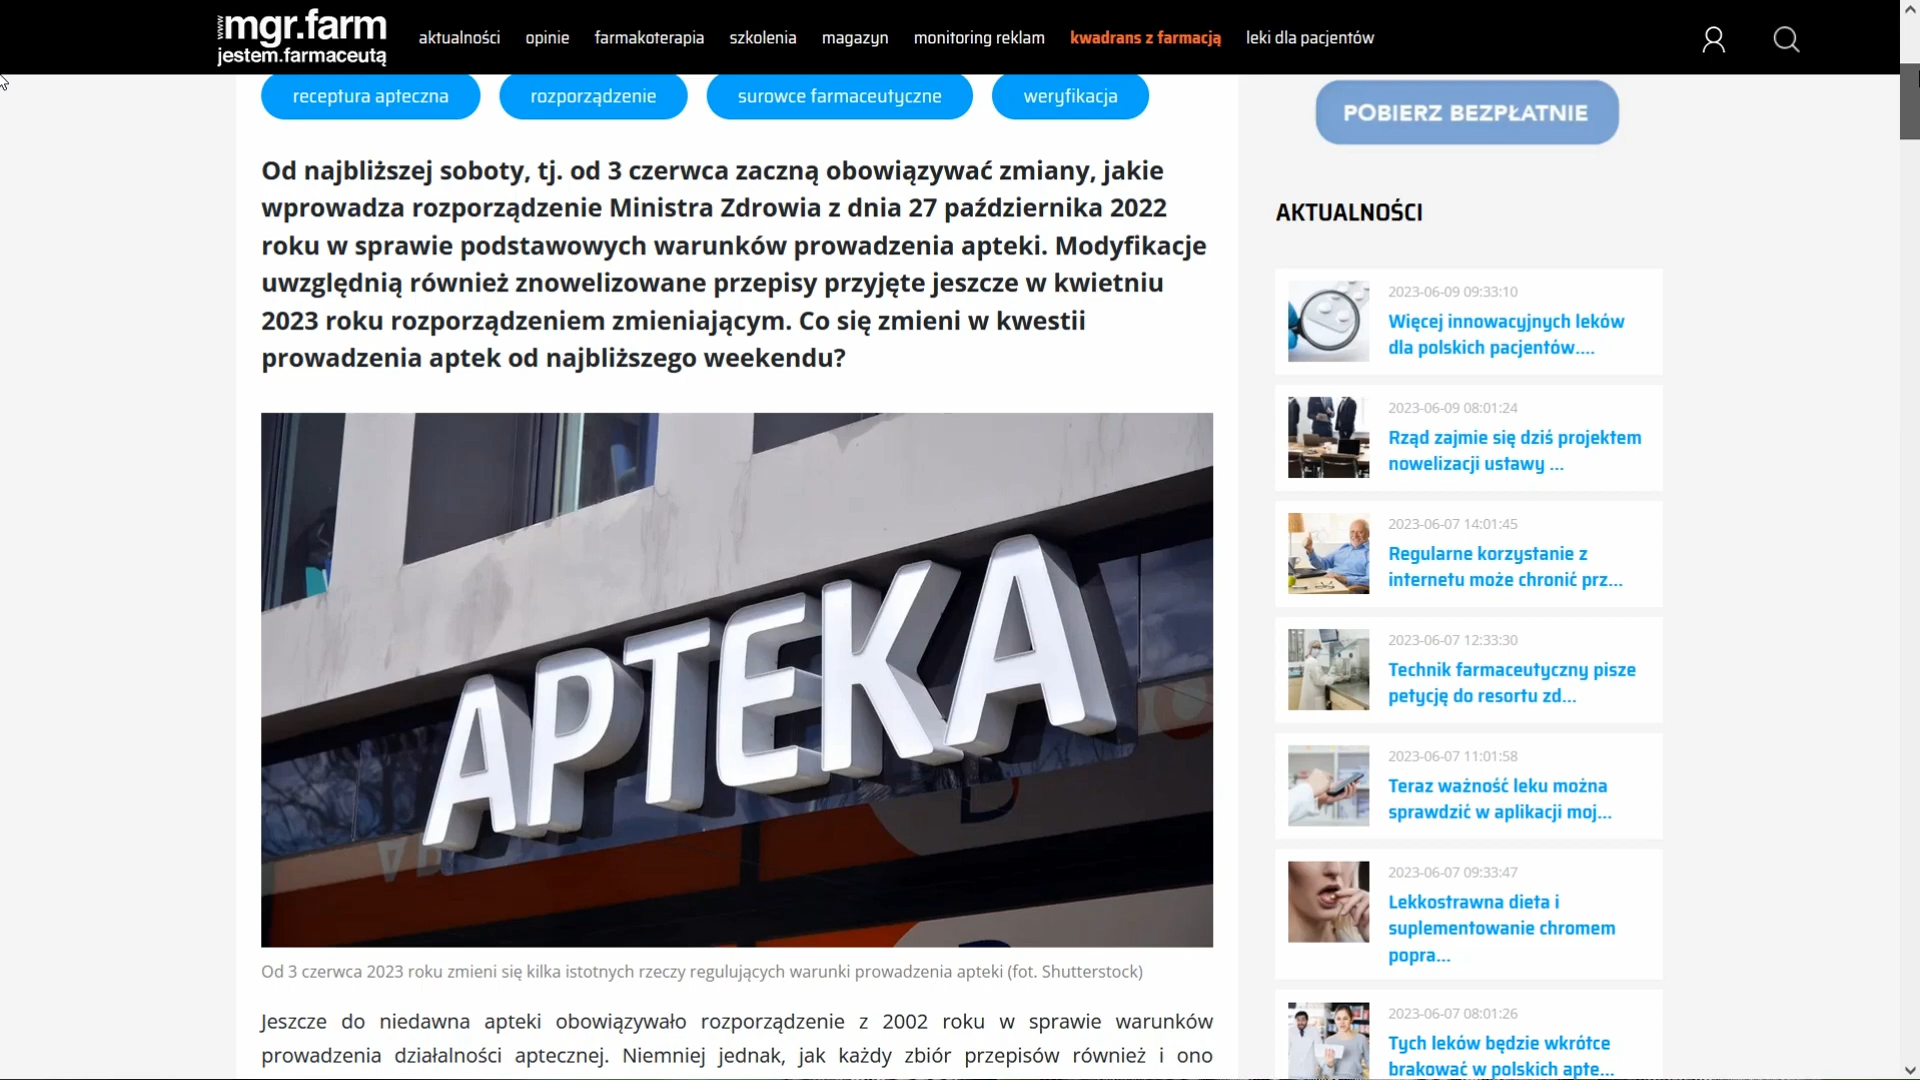 www.mgr.farm
jestem.farmaceutą
aktualności opinie farmakoterapia szkolenia magazyn monitoring reklam kwadrans z farmacją leki dla pacjentów
receptura apteczna rozporządzenie surowce farmaceutyczne weryfikacja
Od najbliższej soboty, tj. od 3 czerwca zaczną obowiązywać zmiany, jakie
wprowadza rozporządzenie Ministra Zdrowia z dnia 27 października 2022
roku w sprawie podstawowych warunków prowadzenia apteki. Modyfikacje
uwzględnią również znowelizowane przepisy przyjęte jeszcze w kwietniu
2023 roku rozporządzeniem zmieniającym. Co się zmieni w kwestii
prowadzenia aptek od najbliższego weekendu?
APTEKA
Od 3 czerwca 2023 roku zmieni się kilka istotnych rzeczy regulujących warunki prowadzenia apteki (fot. Shutterstock)
Jeszcze do niedawna apteki obowiązywało rozporządzenie z 2002 roku w sprawie warunków
prowadzenia działalności aptecznej. Niemniej jednak, jak każdy zbiór przepisów również i ono
POBIERZ BEZPŁATNIE
AKTUALNOŚCI
2023-06-09 09:33:10
Więcej innowacyjnych leków
dla polskich pacjentów....
2023-06-09 08:01:24
Rząd zajmie się dziś projektem
nowelizacji ustawy ...
2023-06-07 14:01:45
Regularne korzystanie z
internetu może chronić prz...
2023-06-07 12:33:30
Technik farmaceutyczny pisze
petycję do resortu zd...
2023-06-07 11:01:58
Teraz ważność leku można
sprawdzić w aplikacji moj...
2023-06-07 09:33:47
Lekkostrawna dieta i
suplementowanie chromem
popra...
2023-06-07 08:01:26
Tych leków będzie wkrótce
brakować w polskich apte...